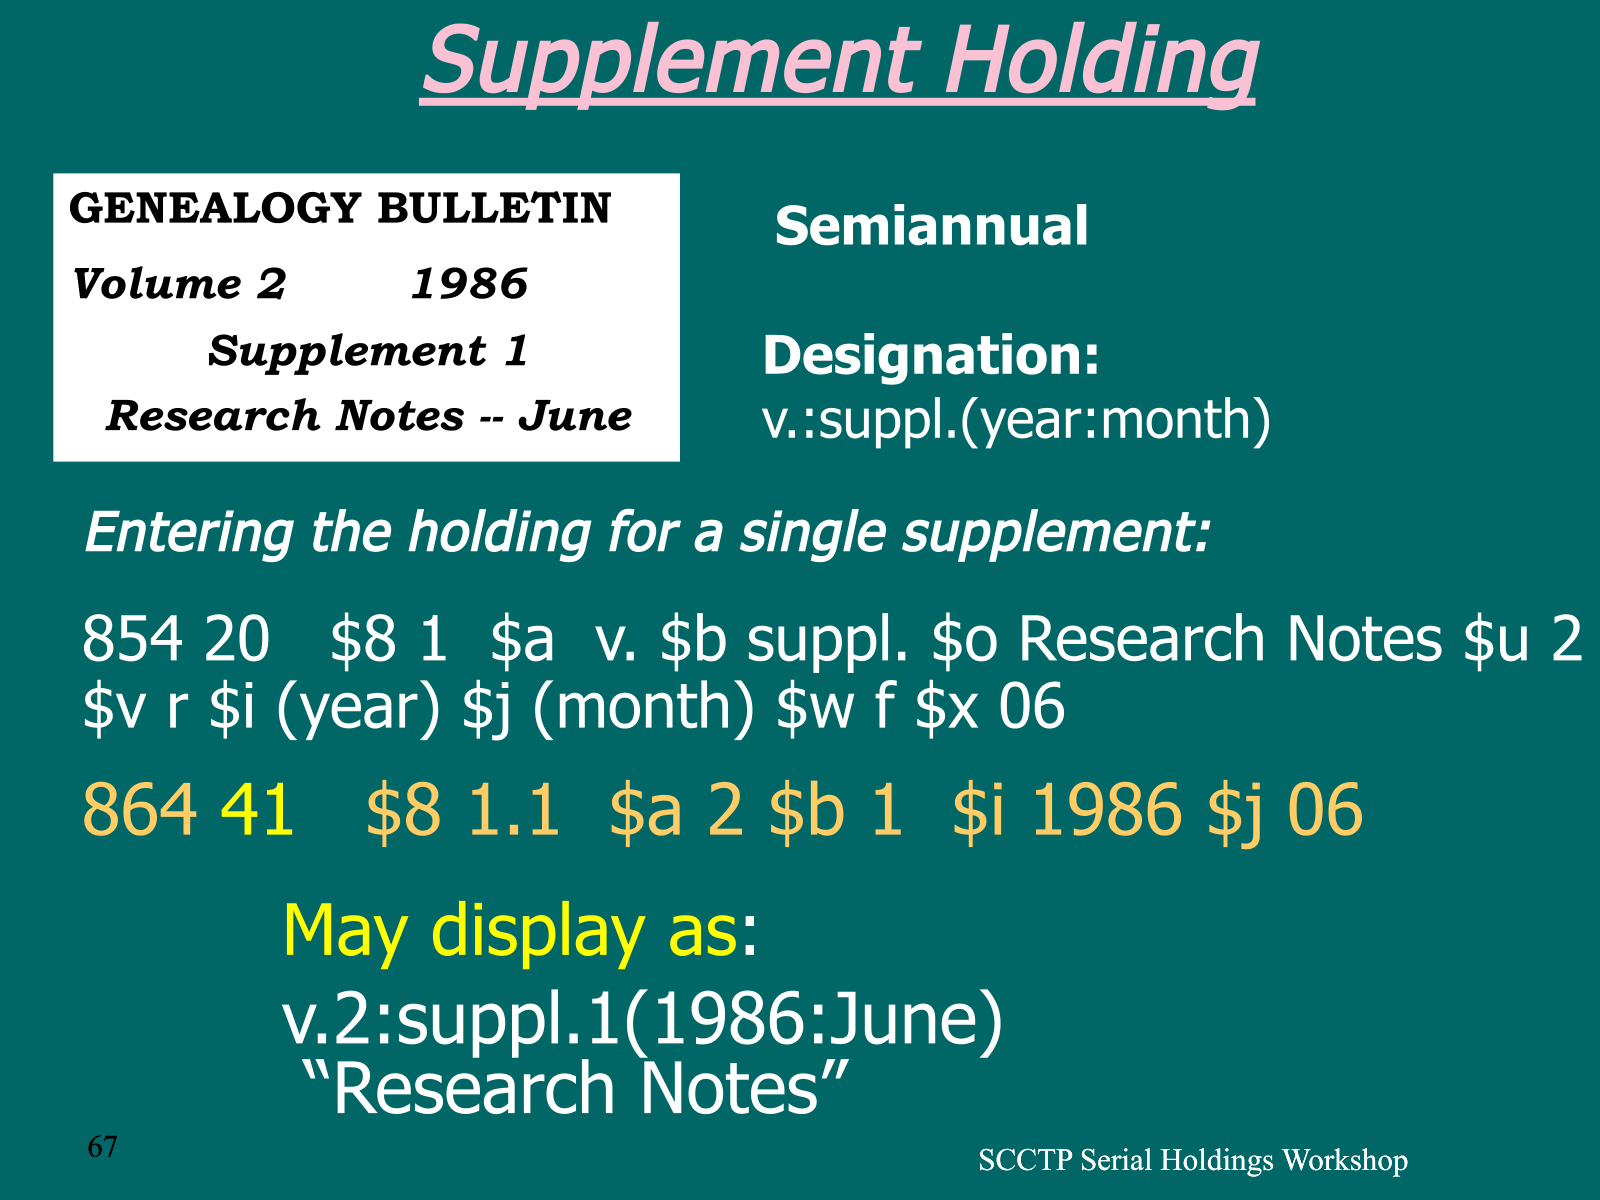 Supplement Holding
GENEALOGY BULLETIN
Volume 2 1986
Supplement 1
Research Notes -- June
Semiannual
Designation:
v.:suppl.(year:month)
Entering the holding for a single supplement:
854 20 $8 1 $a v. $b suppl. $o Research Notes $u 2
$v r $i (year) $j (month) $w f $x 06
864 41 $8 1.1 $a 2 $b 1 $i 1986 $j 06
May display as:
v.2:suppl.1(1986:June)
“Research Notes”
67
SCCTP Serial Holdings Workshop